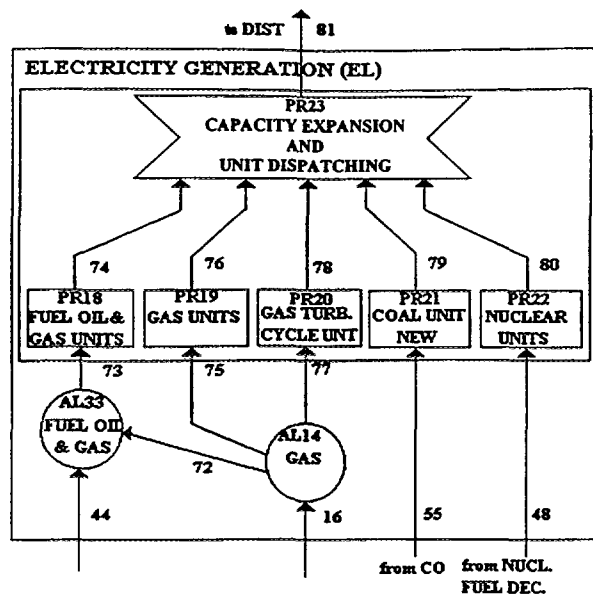 to DIST 81
ELECTRICITY GENERATION (EL)
PR23
CAPACITY EXPANSION
AND
UNIT DISPATCHING
74 76 78 79 80
PR18 PR19 PR20 PR21 PR22
FUEL OIL & GAS UNITS GAS TURB. COAL UNIT NUCLEAR
GAS UNITS CYCLE UNT NEW UNITS
73 75 77
AL33
FUEL OIL
& GAS
AL14
GAS
72
44 16 55 48
from CO from NUCL.
FUEL DEC.